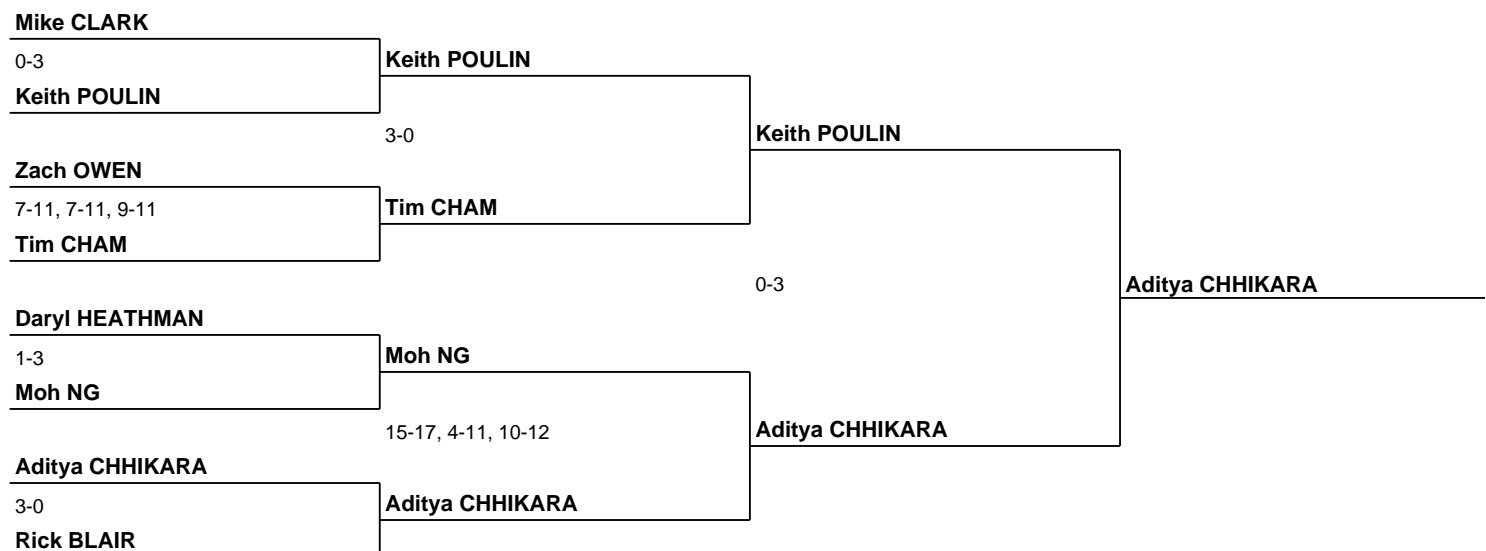 Mike CLARK
0-3
Keith POULIN
Keith POULIN
3-0
Keith POULIN
Zach OWEN
7-11, 7-11, 9-11
Tim CHAM
Tim CHAM
0-3
Aditya CHHIKARA
Daryl HEATHMAN
1-3
Moh NG
Moh NG
15-17, 4-11, 10-12
Aditya CHHIKARA
Aditya CHHIKARA
3-0
Aditya CHHIKARA
Rick BLAIR